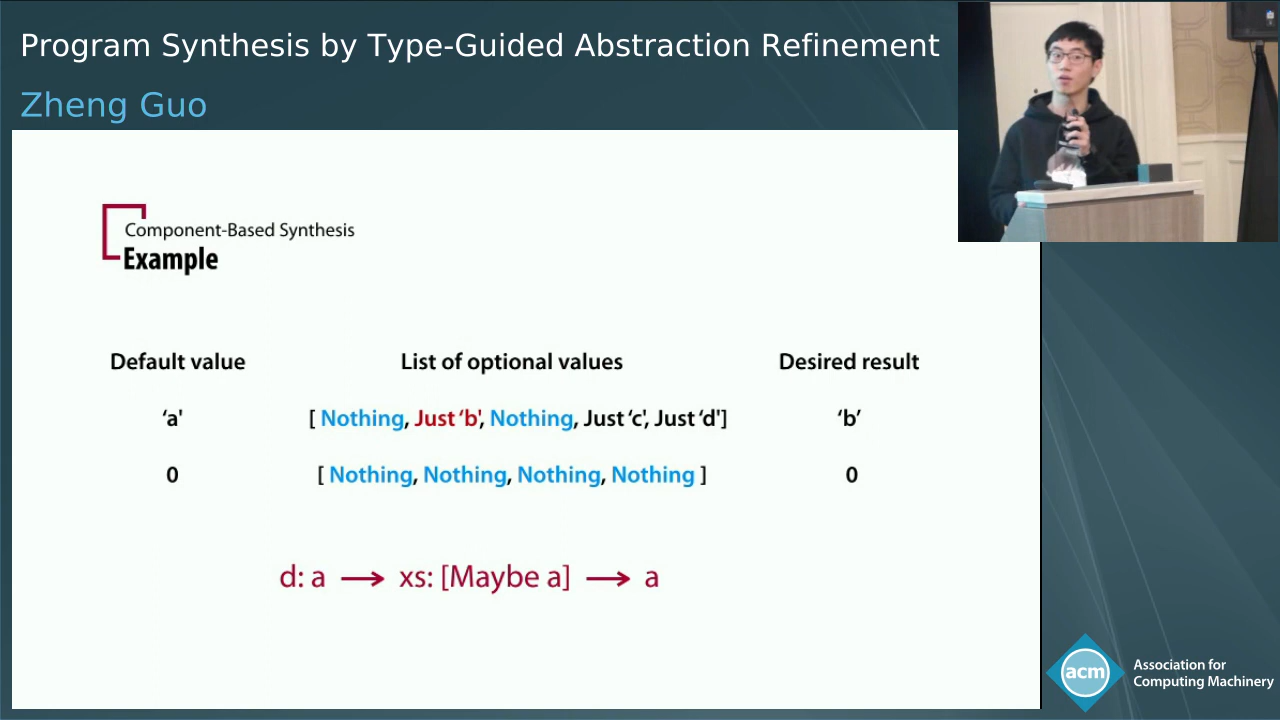 Program Synthesis by Type-Guided Abstraction Refinement
Zheng Guo
Component-Based Synthesis
Example
Default value List of optional values Desired result
‘a' [ Nothing, Just ‘b', Nothing, Just ‘c', Just ‘d'] ‘b’
0 [ Nothing, Nothing, Nothing, Nothing ] 0
d: a → xs: [Maybe a] → a
acm
Association for
Computing Machinery